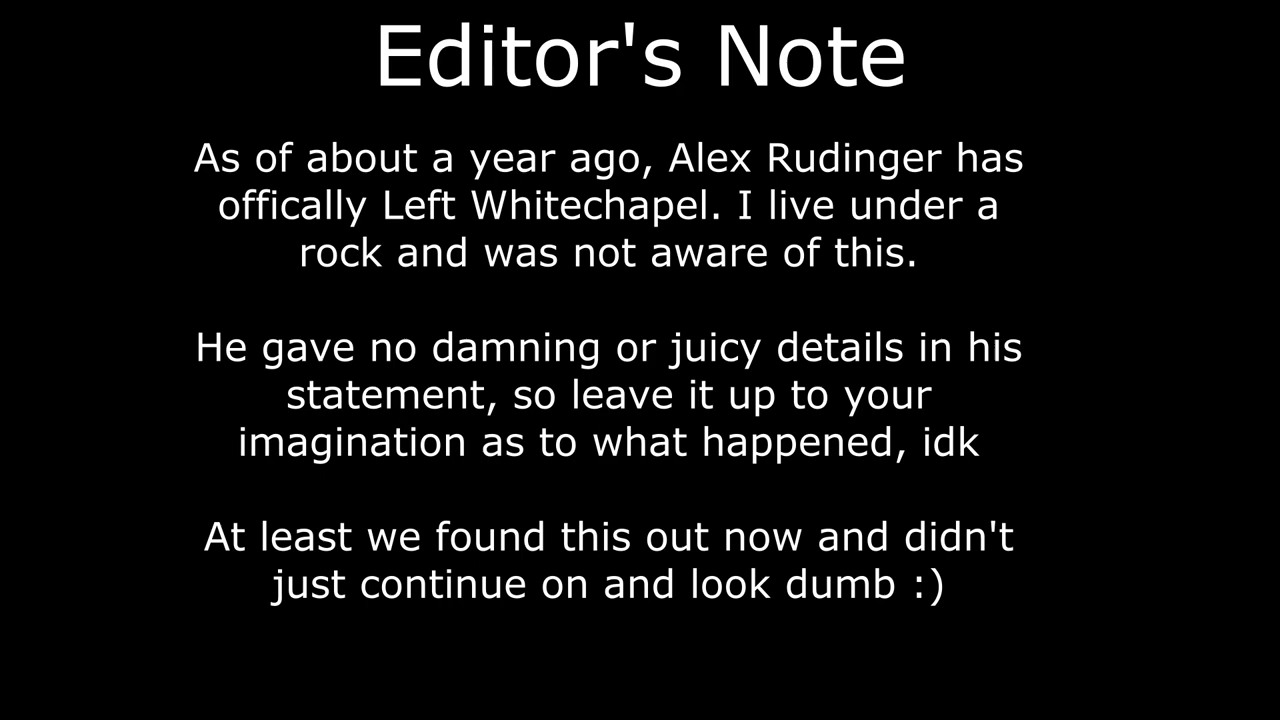 Editor's Note
As of about a year ago, Alex Rudinger has
offically Left Whitechapel. I live under a
rock and was not aware of this.
He gave no damning or juicy details in his
statement, so leave it up to your
imagination as to what happened, idk
At least we found this out now and didn't
just continue on and look dumb :)